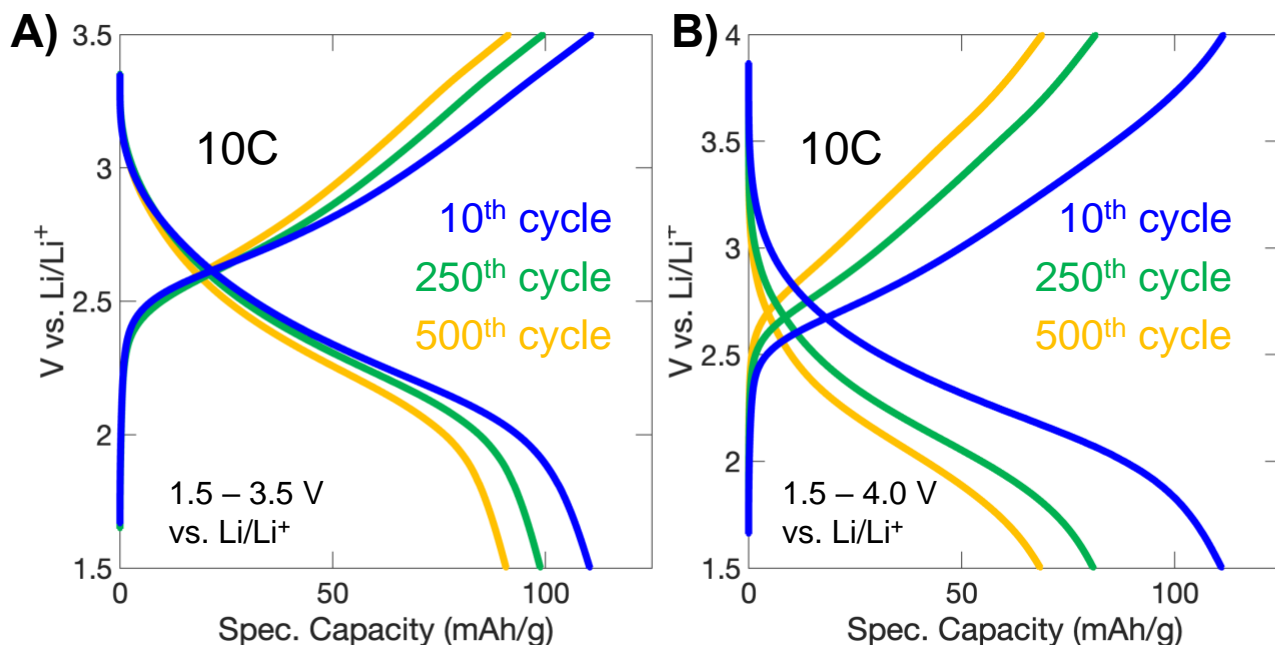 A)
3.5
3
2.5
2
1.5
V vs. Li/Li+
10C
10th cycle
250th cycle
500th cycle
1.5 – 3.5 V
vs. Li/Li+
0
50
100
Spec. Capacity (mAh/g)
B)
4
3.5
3
2.5
2
1.5
V vs. Li/Li+
10C
10th cycle
250th cycle
500th cycle
1.5 – 4.0 V
vs. Li/Li+
0
50
100
Spec. Capacity (mAh/g)